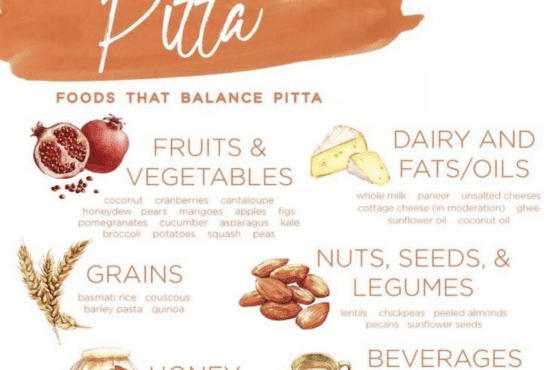 Pitta
FOODS THAT BALANCE PITTA
FRUITS &
VEGETABLES
coconut cranberries cantaloupe
honeydew pears mangoes apples figs
pomegranates cucumber asparagus kale
broccoli potatoes squash peas
DAIRY AND
FATS/OILS
whole milk paneer unsalted cheeses
cottage cheese (in moderation) ghee
sunflower oil coconut oil
GRAINS
basmati rice couscous
barley pasta quinoa
NUTS, SEEDS, &
LEGUMES
lentils chickpeas peeled almonds
pecans sunflower seeds
HONEY
BEVERAGES